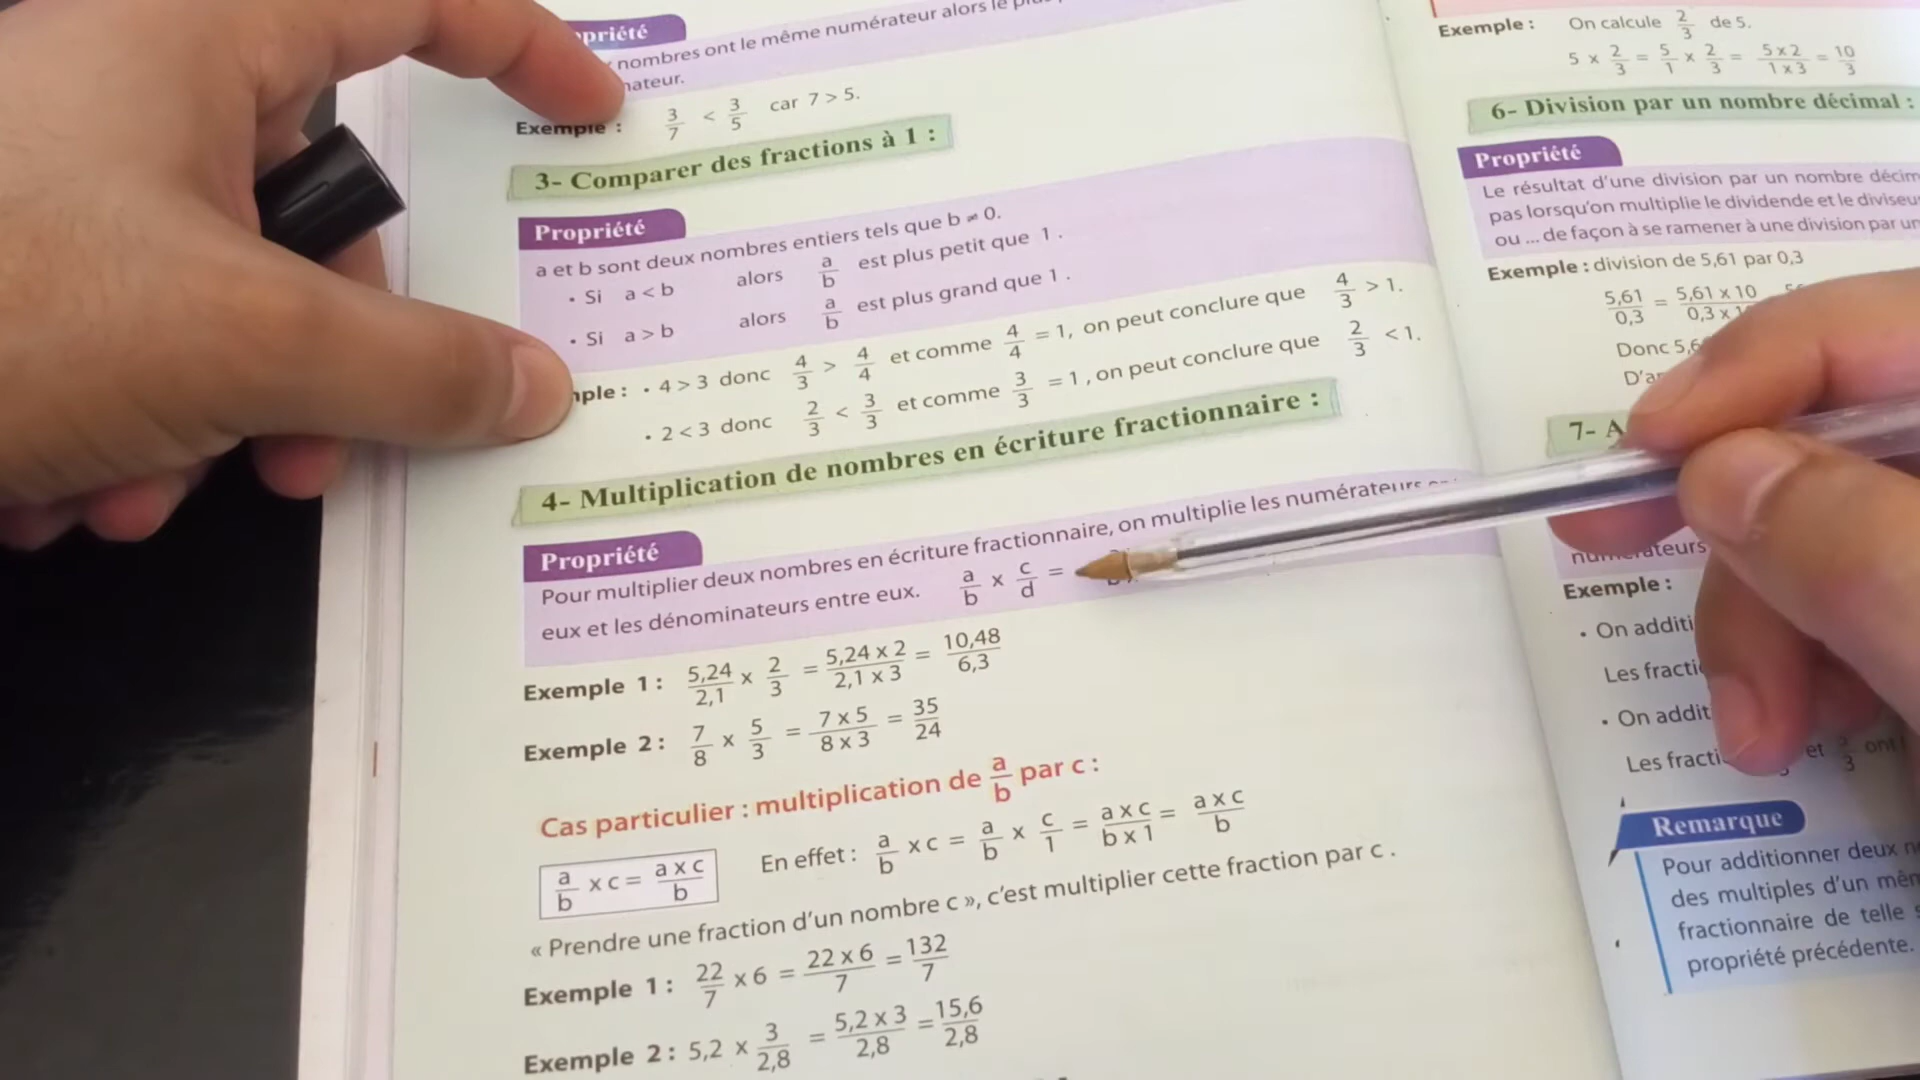 priété
nombres ont le même numérateur alors le
nateur.
Exemple : 3/7 < 3/5 car 7 > 5.
3- Comparer des fractions à 1 :
Propriété
a et b sont deux nombres entiers tels que b ≠ 0.
• Si a < b alors a/b est plus petit que 1 .
• Si a > b alors a/b est plus grand que 1 .
mple : • 4 > 3 donc 4/3 > 4/4 et comme 4/4 = 1, on peut conclure que 4/3 > 1.
• 2 < 3 donc 2/3 < 3/3 et comme 3/3 = 1 , on peut conclure que 2/3 < 1.
4- Multiplication de nombres en écriture fractionnaire :
Propriété
Pour multiplier deux nombres en écriture fractionnaire, on multiplie les numérateurs
eux et les dénominateurs entre eux. a/b x c/d =
Exemple 1 : 5,24/2,1 x 2/3 = 5,24 x 2/2,1 x 3 = 10,48/6,3
Exemple 2 : 7/8 x 5/3 = 7 x 5/8 x 3 = 35/24
Cas particulier : multiplication de a/b par c :
a/b x c = a x c/b En effet : a/b x c = a/b x c/1 = a x c/b x 1 = a x c/b
« Prendre une fraction d'un nombre c », c'est multiplier cette fraction par c .
Exemple 1 : 22/7 x 6 = 22 x 6/7 = 132/7
Exemple 2 : 5,2 x 3/2,8 = 5,2 x 3/2,8 = 15,6/2,8
Exemple : On calcule 2/3 de 5.
5 x 2/3 = 5/1 x 2/3 = 5 x 2/1 x 3 = 10/3
6- Division par un nombre décimal :
Propriété
Le résultat d'une division par un nombre décim
pas lorsqu'on multiplie le dividende et le diviseu
ou ... de façon à se ramener à une division par un
Exemple : division de 5,61 par 0,3
5,61/0,3 = 5,61 x 10/0,3 x
Donc 5,6
D'a
7- A
numérateurs
Exemple :
• On additi
Les fracti
• On addit
Les fracti et 3 ont
Remarque
Pour additionner deux n
des multiples d'un mêm
fractionnaire de telle s
propriété précédente.